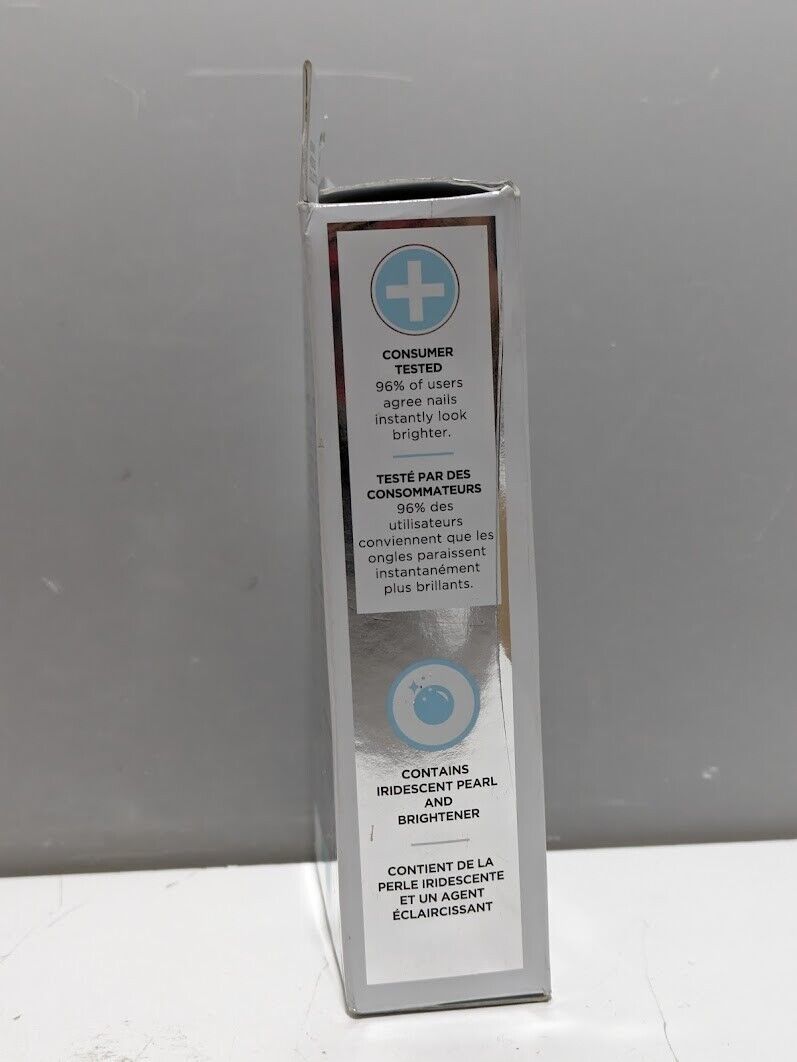 CONSUMER
TESTED
96% of users
agree nails
instantly look
brighter.
TESTÉ PAR DES
CONSOMMATEURS
96% des
utilisateurs
conviennent que les
ongles paraissent
instantanément
plus brillants.
CONTAINS
IRIDESCENT PEARL
AND
BRIGHTENER
CONTIENT DE LA
PERLE IRIDESCENTE
ET UN AGENT
ÉCLAIRCISSANT